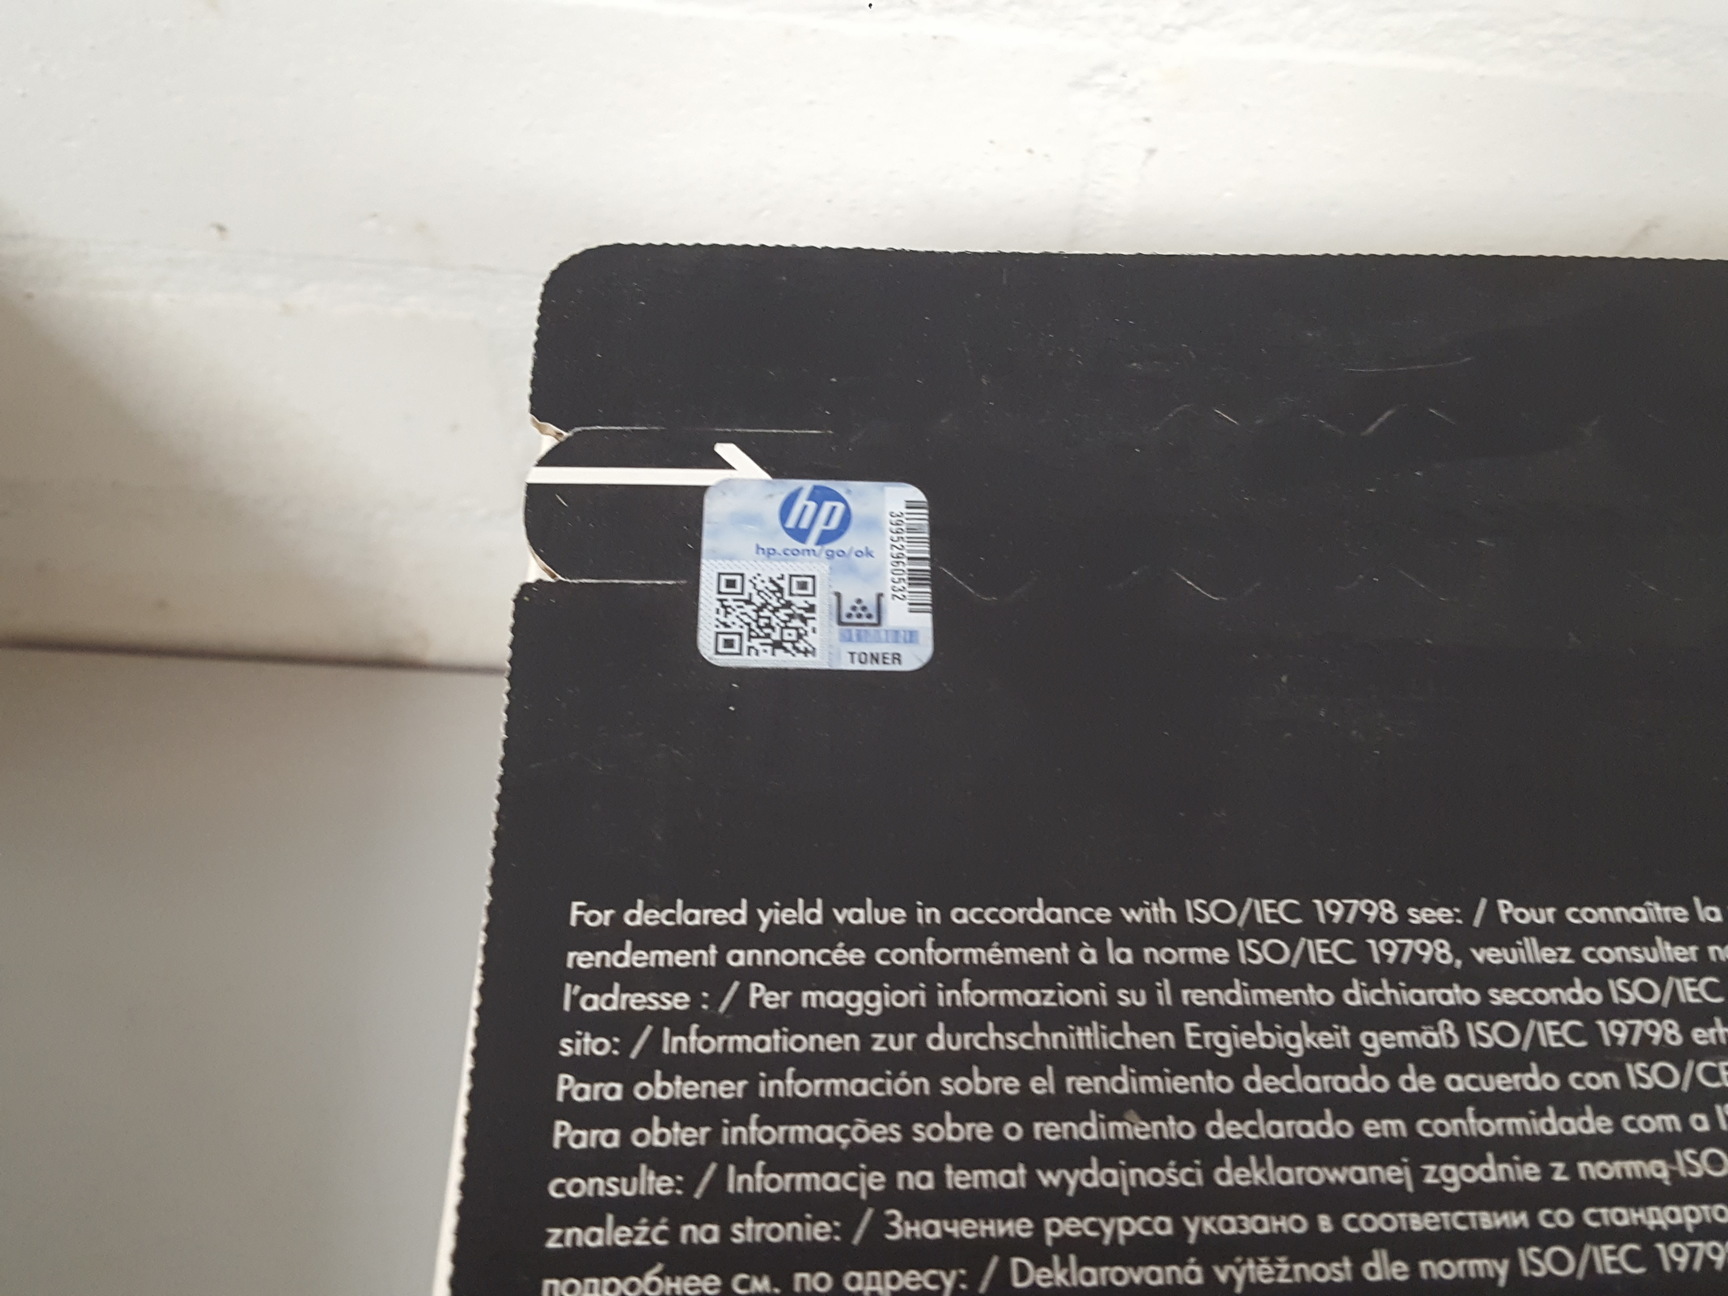 hp
hp.com/go/ok
39952960532
TONER
For declared yield value in accordance with ISO/IEC 19798 see: / Pour connaître la
rendement annoncée conformément à la norme ISO/IEC 19798, veuillez consulter
l'adresse : / Per maggiori informazioni su il rendimento dichiarato secondo ISO/IEC
sito: / Informationen zur durchschnittlichen Ergiebigkeit gemäß ISO/IEC 19798
Para obtener información sobre el rendimiento declarado de acuerdo con
Para obter informações sobre o rendimento declarado em conformidade com a
consulte: / Informacje na temat wydajności deklarowanej zgodnie z normą ISO
znaleźć na stronie: / Значение ресурса указано в соответствии со
подробнее см. по адресу: / Deklarovaná výtěžnost dle normy ISO/IEC